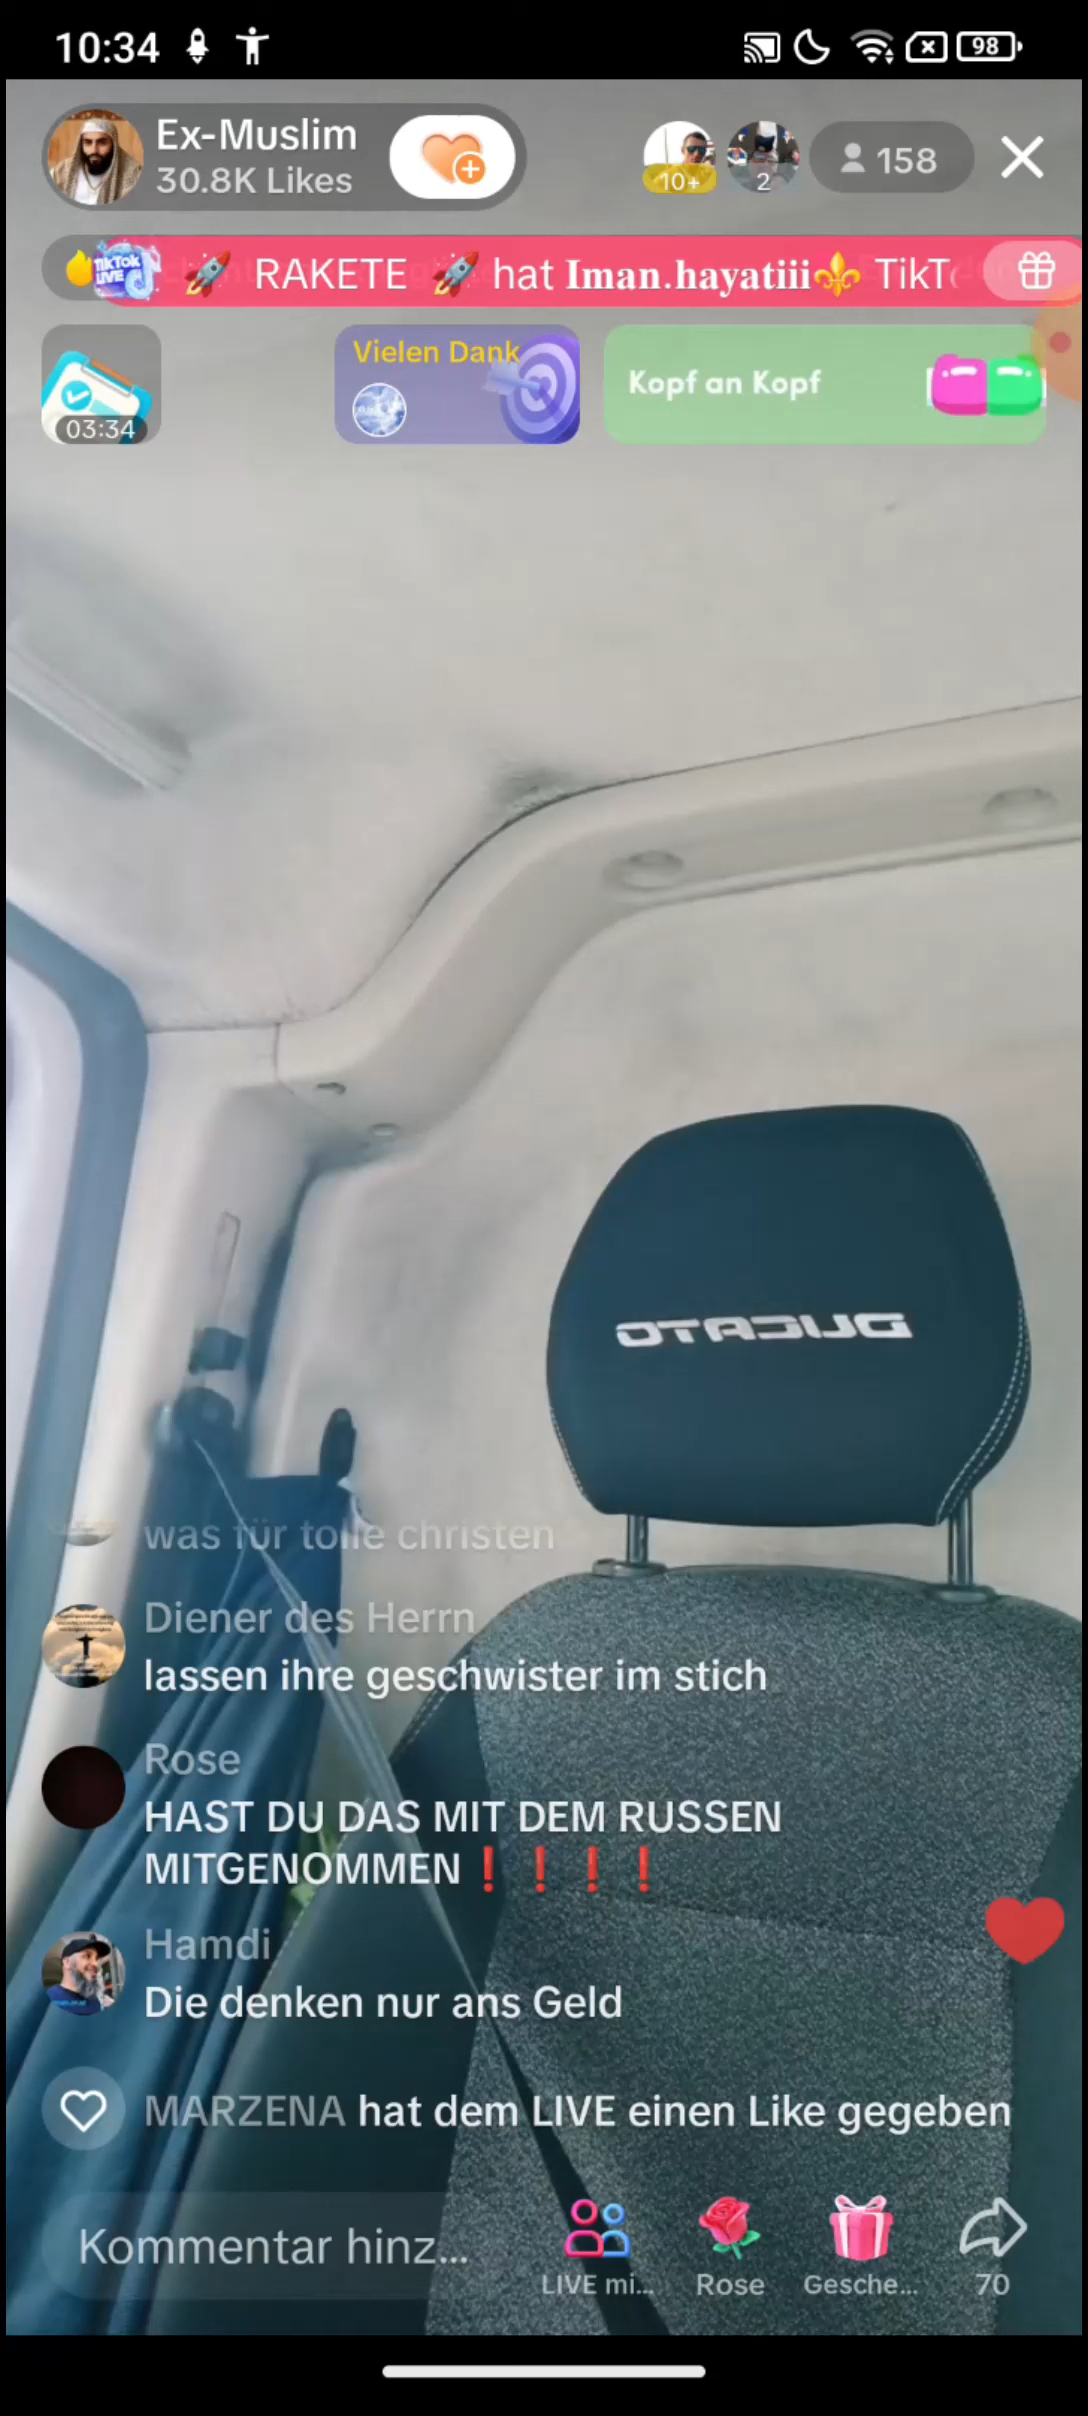 10:34
98
Ex-Muslim
30.8K Likes
10+
2
158
TikTok
LIVE
🚀 RAKETE 🚀 hat Iman.hayatiii⚜️ TikT
03:34
Vielen Dank
Kopf an Kopf
DUCATO
was für tolle christen
Diener des Herrn
lassen ihre geschwister im stich
Rose
HAST DU DAS MIT DEM RUSSEN
MITGENOMMEN❗❗❗❗
Hamdi
Die denken nur ans Geld
MARZENA hat dem LIVE einen Like gegeben
Kommentar hinz...
LIVE mi...
Rose
Gesche...
70